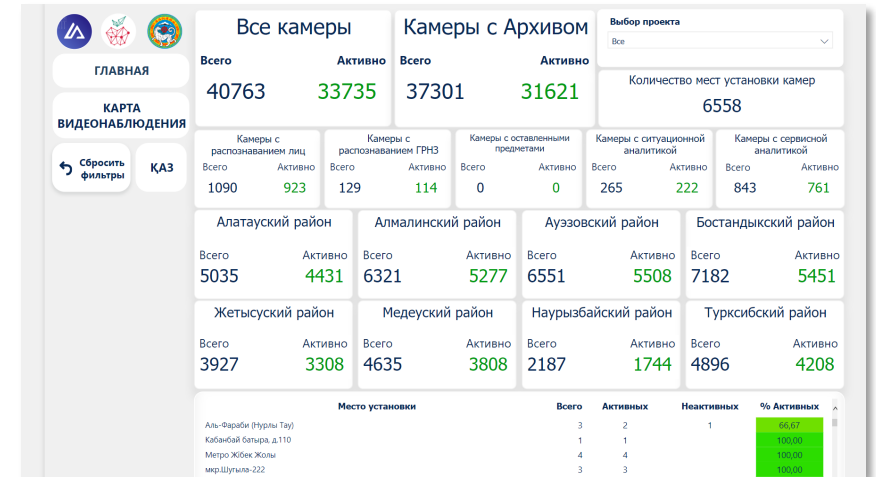 ГЛАВНАЯ
КАРТА
ВИДЕОНАБЛЮДЕНИЯ
Сбросить
фильтры
ҚАЗ
Все камеры
Всего Активно
40763 33735
Камеры с Архивом
Всего Активно
37301 31621
Выбор проекта
Все
Количество мест установки камер
6558
Камеры с
распознаванием лиц
Всего Активно
1090 923
Камеры с
распознаванием ГРНЗ
Всего Активно
129 114
Камеры с оставленными
предметами
Всего Активно
0 0
Камеры с ситуационной
аналитикой
Всего Активно
265 222
Камеры с сервисной
аналитикой
Всего Активно
843 761
Алатауский район
Всего Активно
5035 4431
Алмалинский район
Всего Активно
6321 5277
Ауэзовский район
Всего Активно
6551 5508
Бостандыкский район
Всего Активно
7182 5451
Жетысуский район
Всего Активно
3927 3308
Медеуский район
Всего Активно
4635 3808
Наурызбайский район
Всего Активно
2187 1744
Турксибский район
Всего Активно
4896 4208
Место установки Всего Активных Неактивных % Активных
Аль-Фараби (Нурлы Тау) 3 2 1 66,67
Кабанбай батыра, д.110 1 1 100,00
Метро Жібек Жолы 4 4 100,00
мкр.Шугыла-222 3 3 100,00